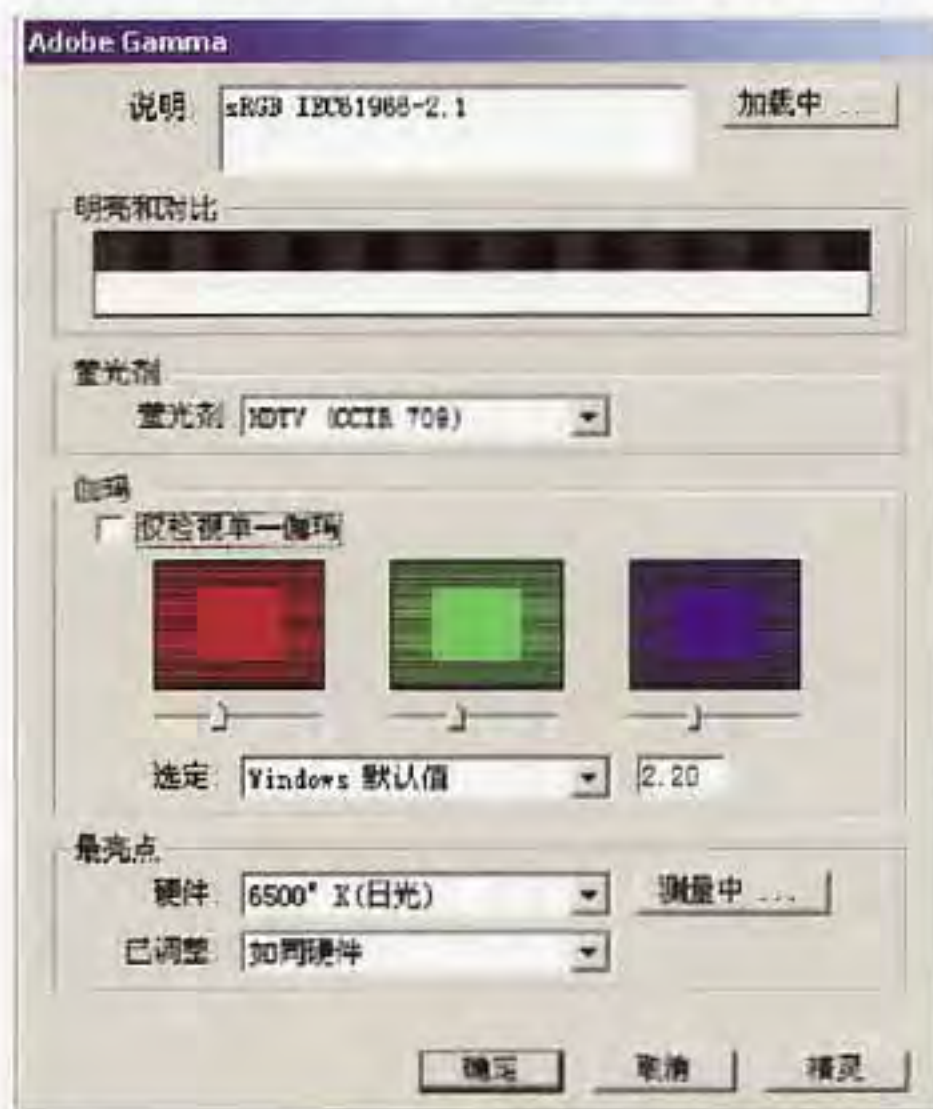 Adobe Gamma
说明 sRGB IEC61966-2.1 加载中 ...
明亮和对比
萤光剂
萤光剂 HDTV (CCIR 709)
伽玛
仅检视单一伽玛
选定: Windows 默认值 2.20
最亮点
硬件: 6500° K(日光) 测量中 ...
已调整: 如同硬件
确定 取消 精灵